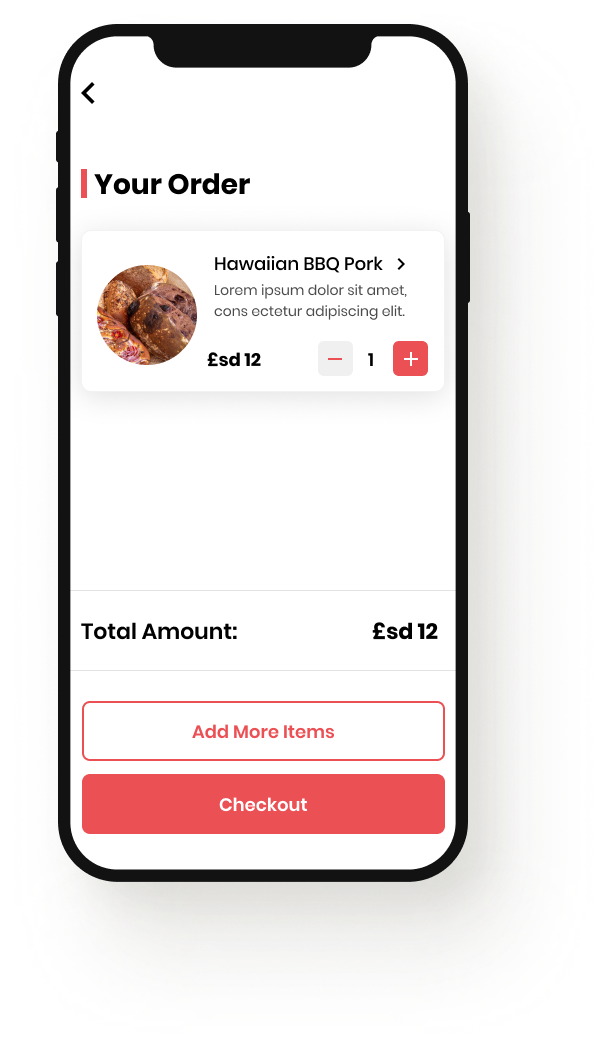 Your Order
Hawaiian BBQ Pork
Lorem ipsum dolor sit amet,
cons ectetur adipiscing elit.
£sd 12
1
Total Amount:
£sd 12
Add More Items
Checkout